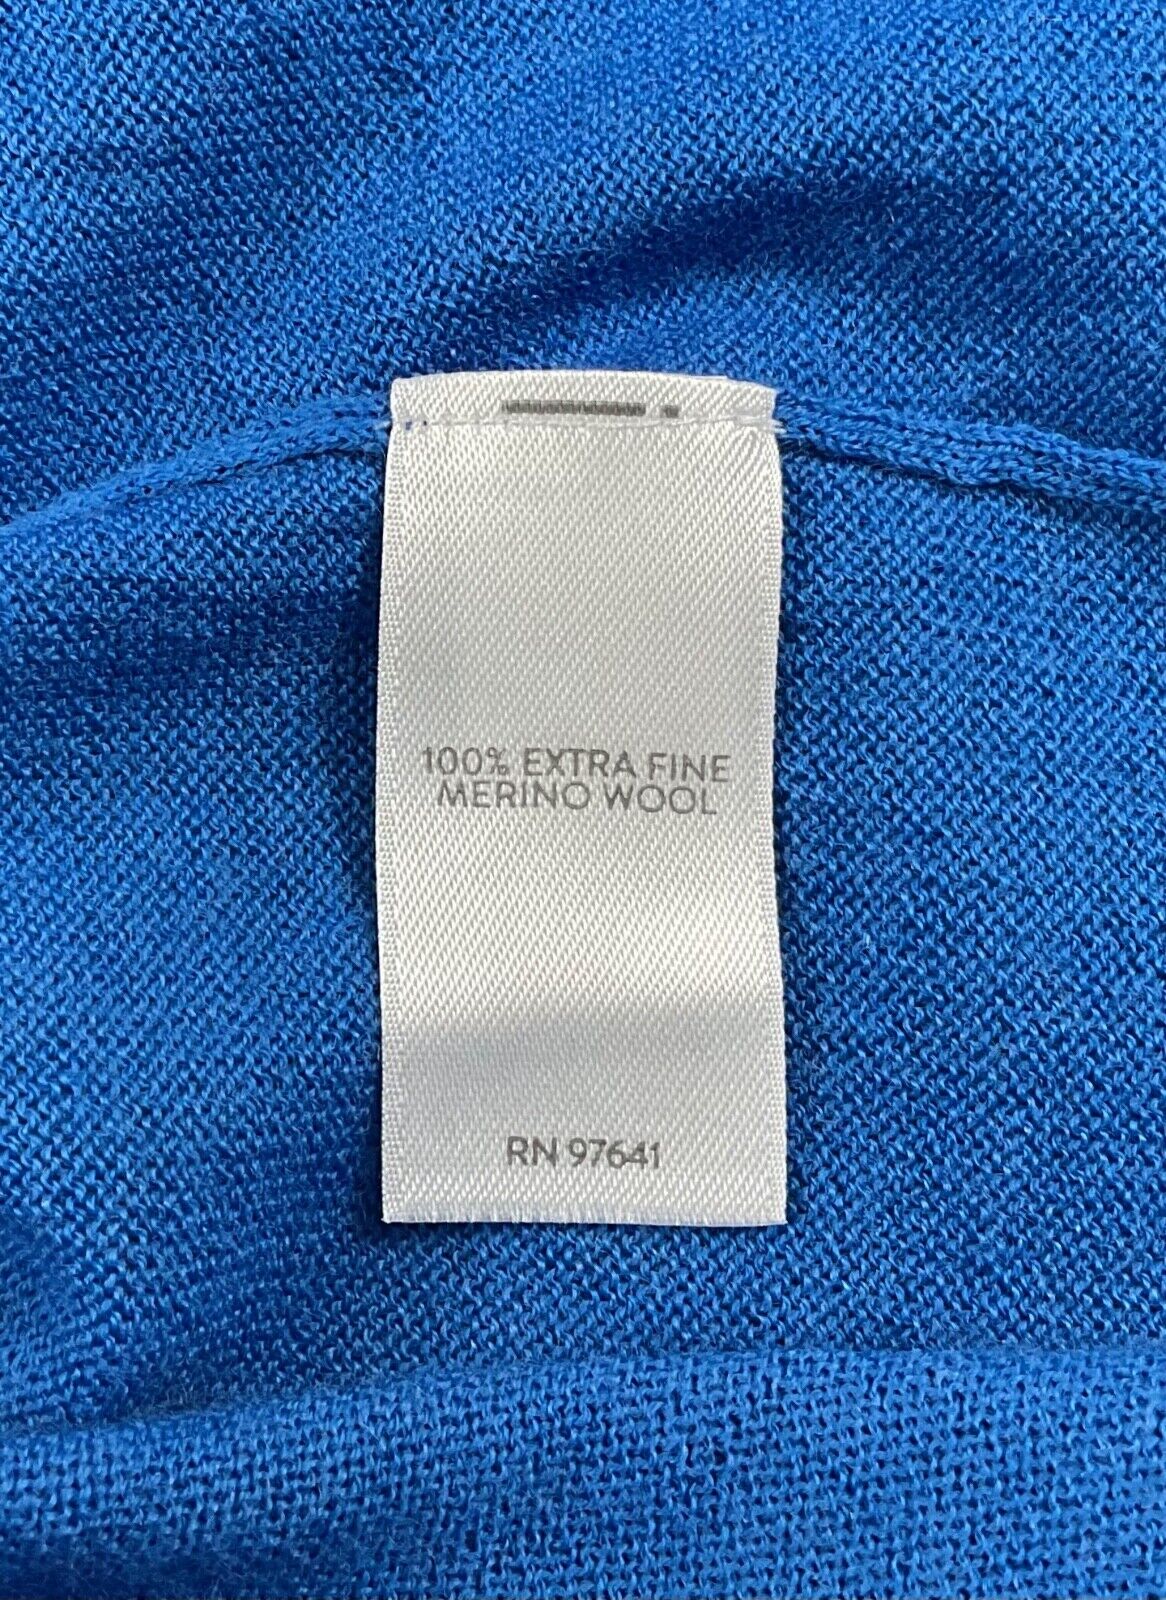 100% EXTRA FINE
MERINO WOOL
RN 97641